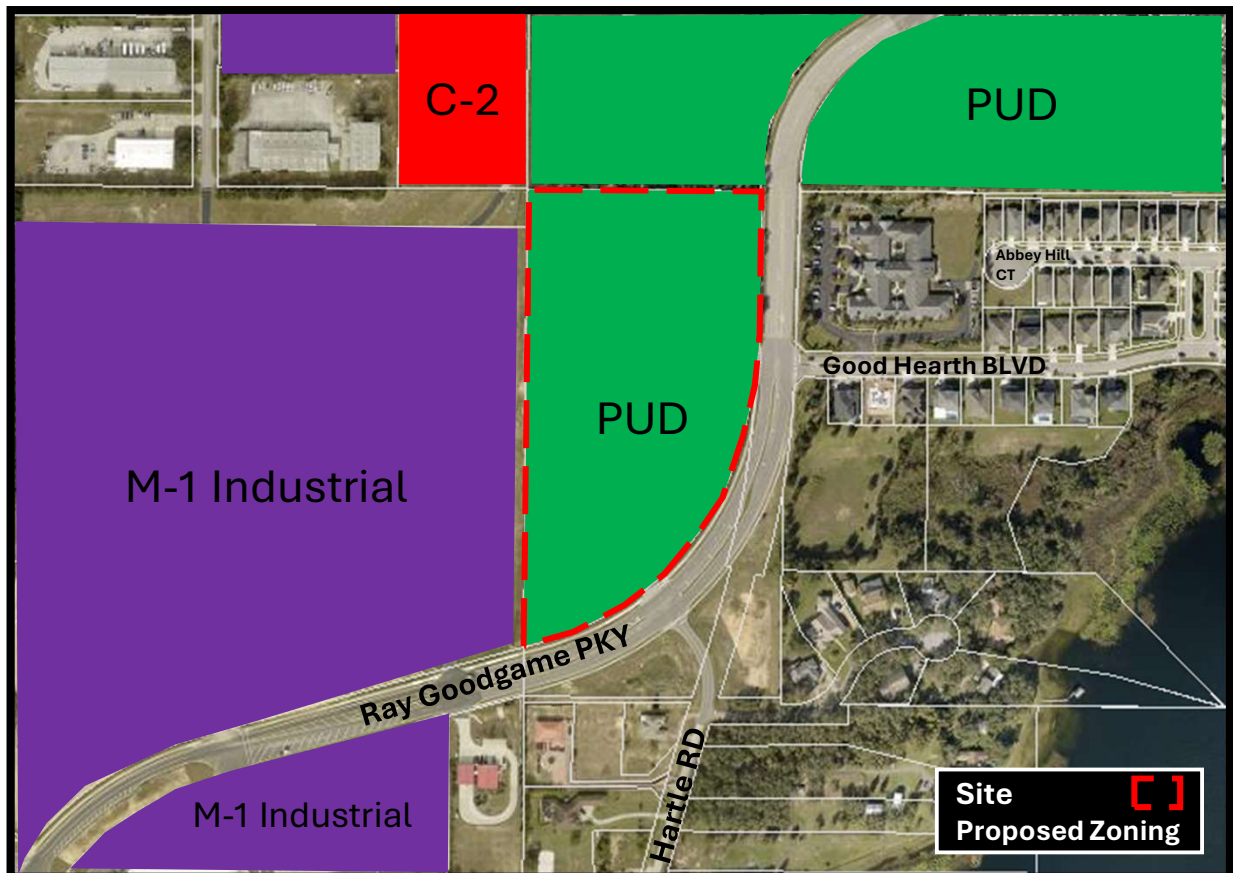 C-2
PUD
Abbey Hill
CT
Good Hearth BLVD
PUD
M-1 Industrial
Ray Goodgame PKY
Hartle RD
M-1 Industrial
Site
Proposed Zoning